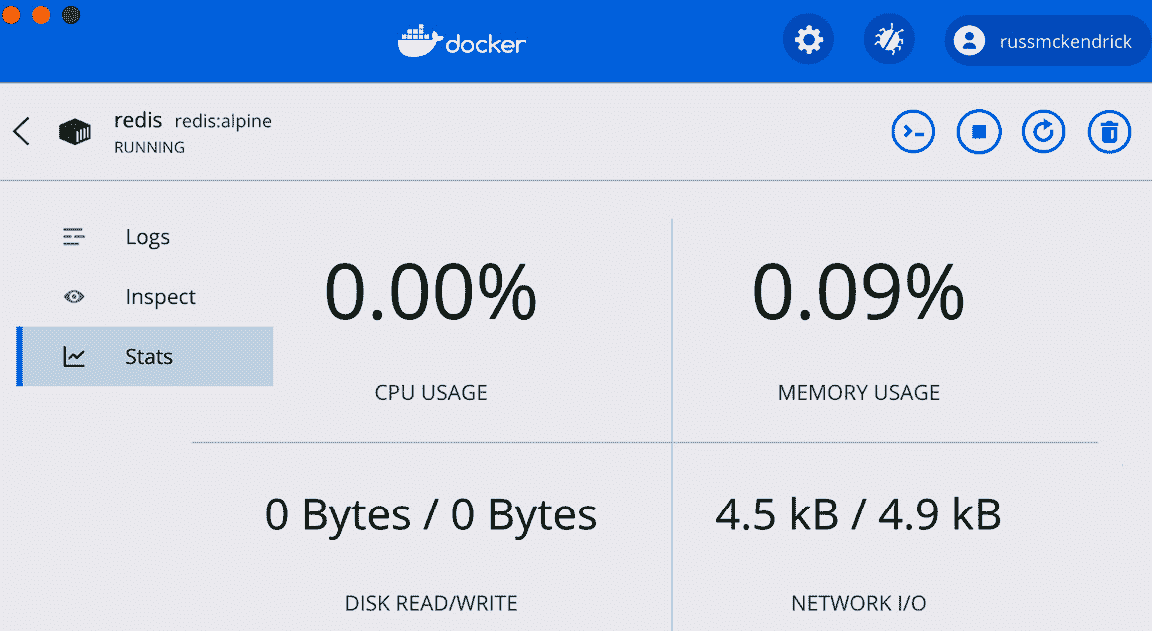 docker
russmckendrick
redis redis:alpine
RUNNING
Logs
Inspect
Stats
0.00%
CPU USAGE
0.09%
MEMORY USAGE
0 Bytes / 0 Bytes
DISK READ/WRITE
4.5 kB / 4.9 kB
NETWORK I/O